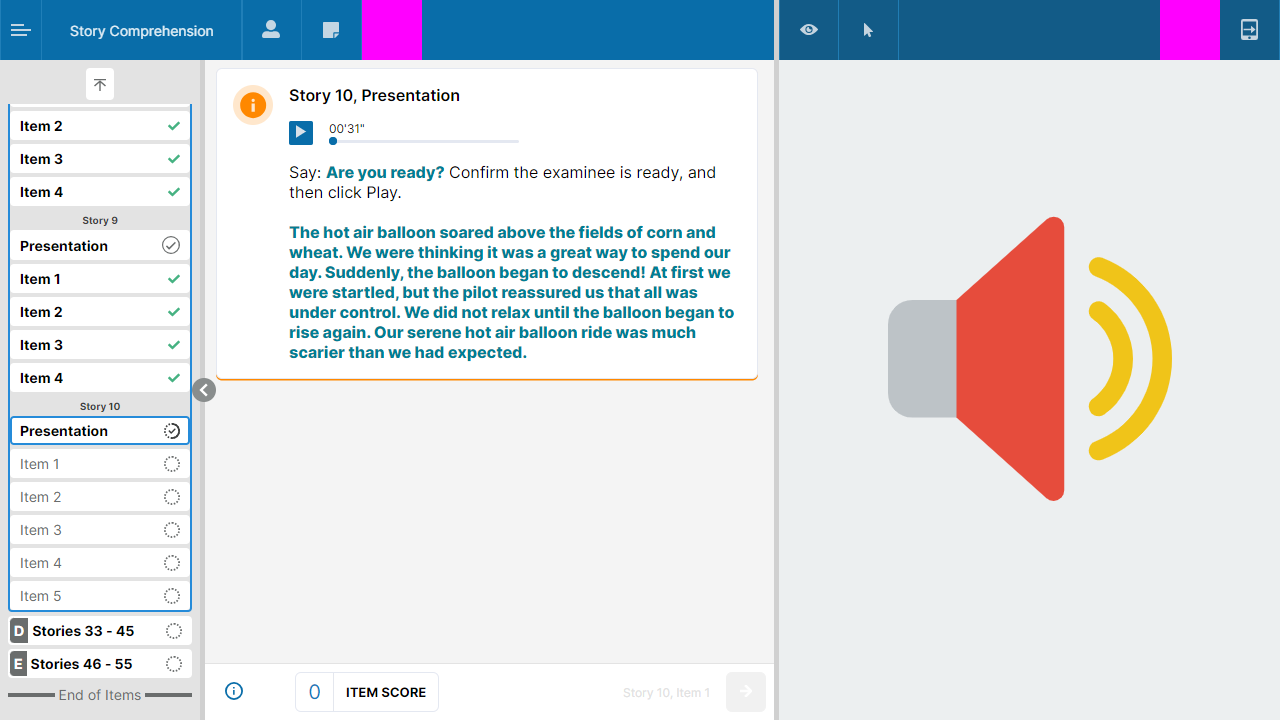 Story Comprehension
Item 2
Item 3
Item 4
Story 9
Presentation
Item 1
Item 2
Item 3
Item 4
Story 10
Presentation
Item 1
Item 2
Item 3
Item 4
Item 5
D Stories 33 - 45
E Stories 46 - 55
End of Items
Story 10, Presentation
00'31"
Say: Are you ready? Confirm the examinee is ready, and
then click Play.
The hot air balloon soared above the fields of corn and
wheat. We were thinking it was a great way to spend our
day. Suddenly, the balloon began to descend! At first we
were startled, but the pilot reassured us that all was
under control. We did not relax until the balloon began to
rise again. Our serene hot air balloon ride was much
scarier than we had expected.
0 ITEM SCORE
Story 10, Item 1